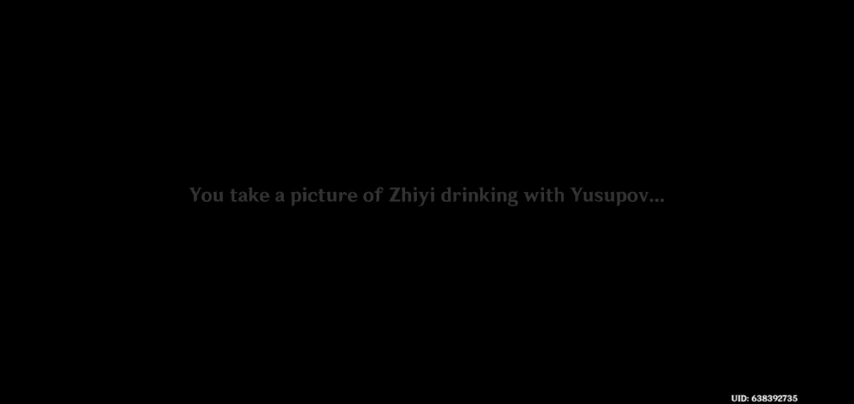 You take a picture of Zhiyi drinking with Yusupov...
UID: 638392735